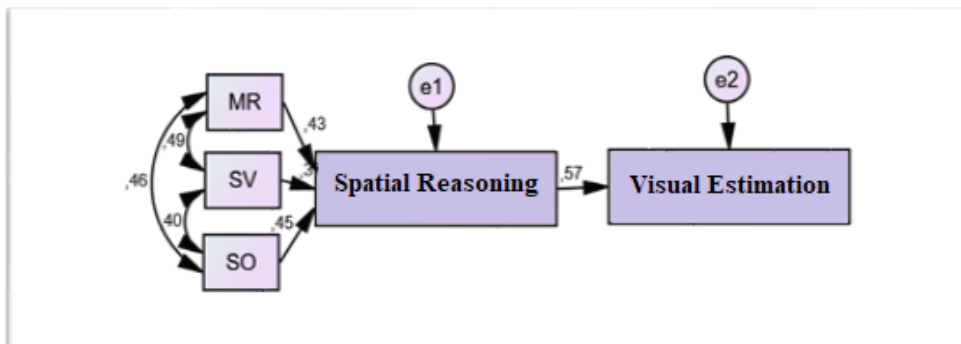 e1
e2
MR
,43
,49
,46
SV
Spatial Reasoning
,57
Visual Estimation
,40
,45
SO